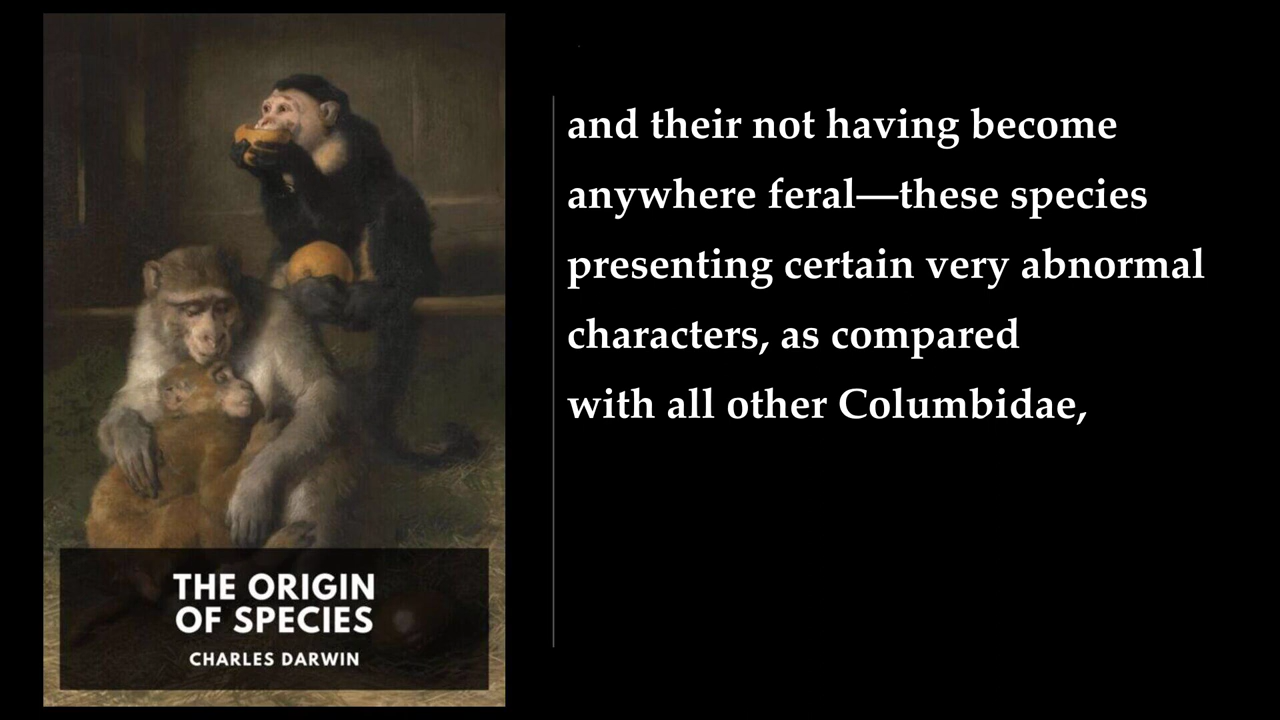 and their not having become
anywhere feral—these species
presenting certain very abnormal
characters, as compared
with all other Columbidae,
THE ORIGIN
OF SPECIES
CHARLES DARWIN